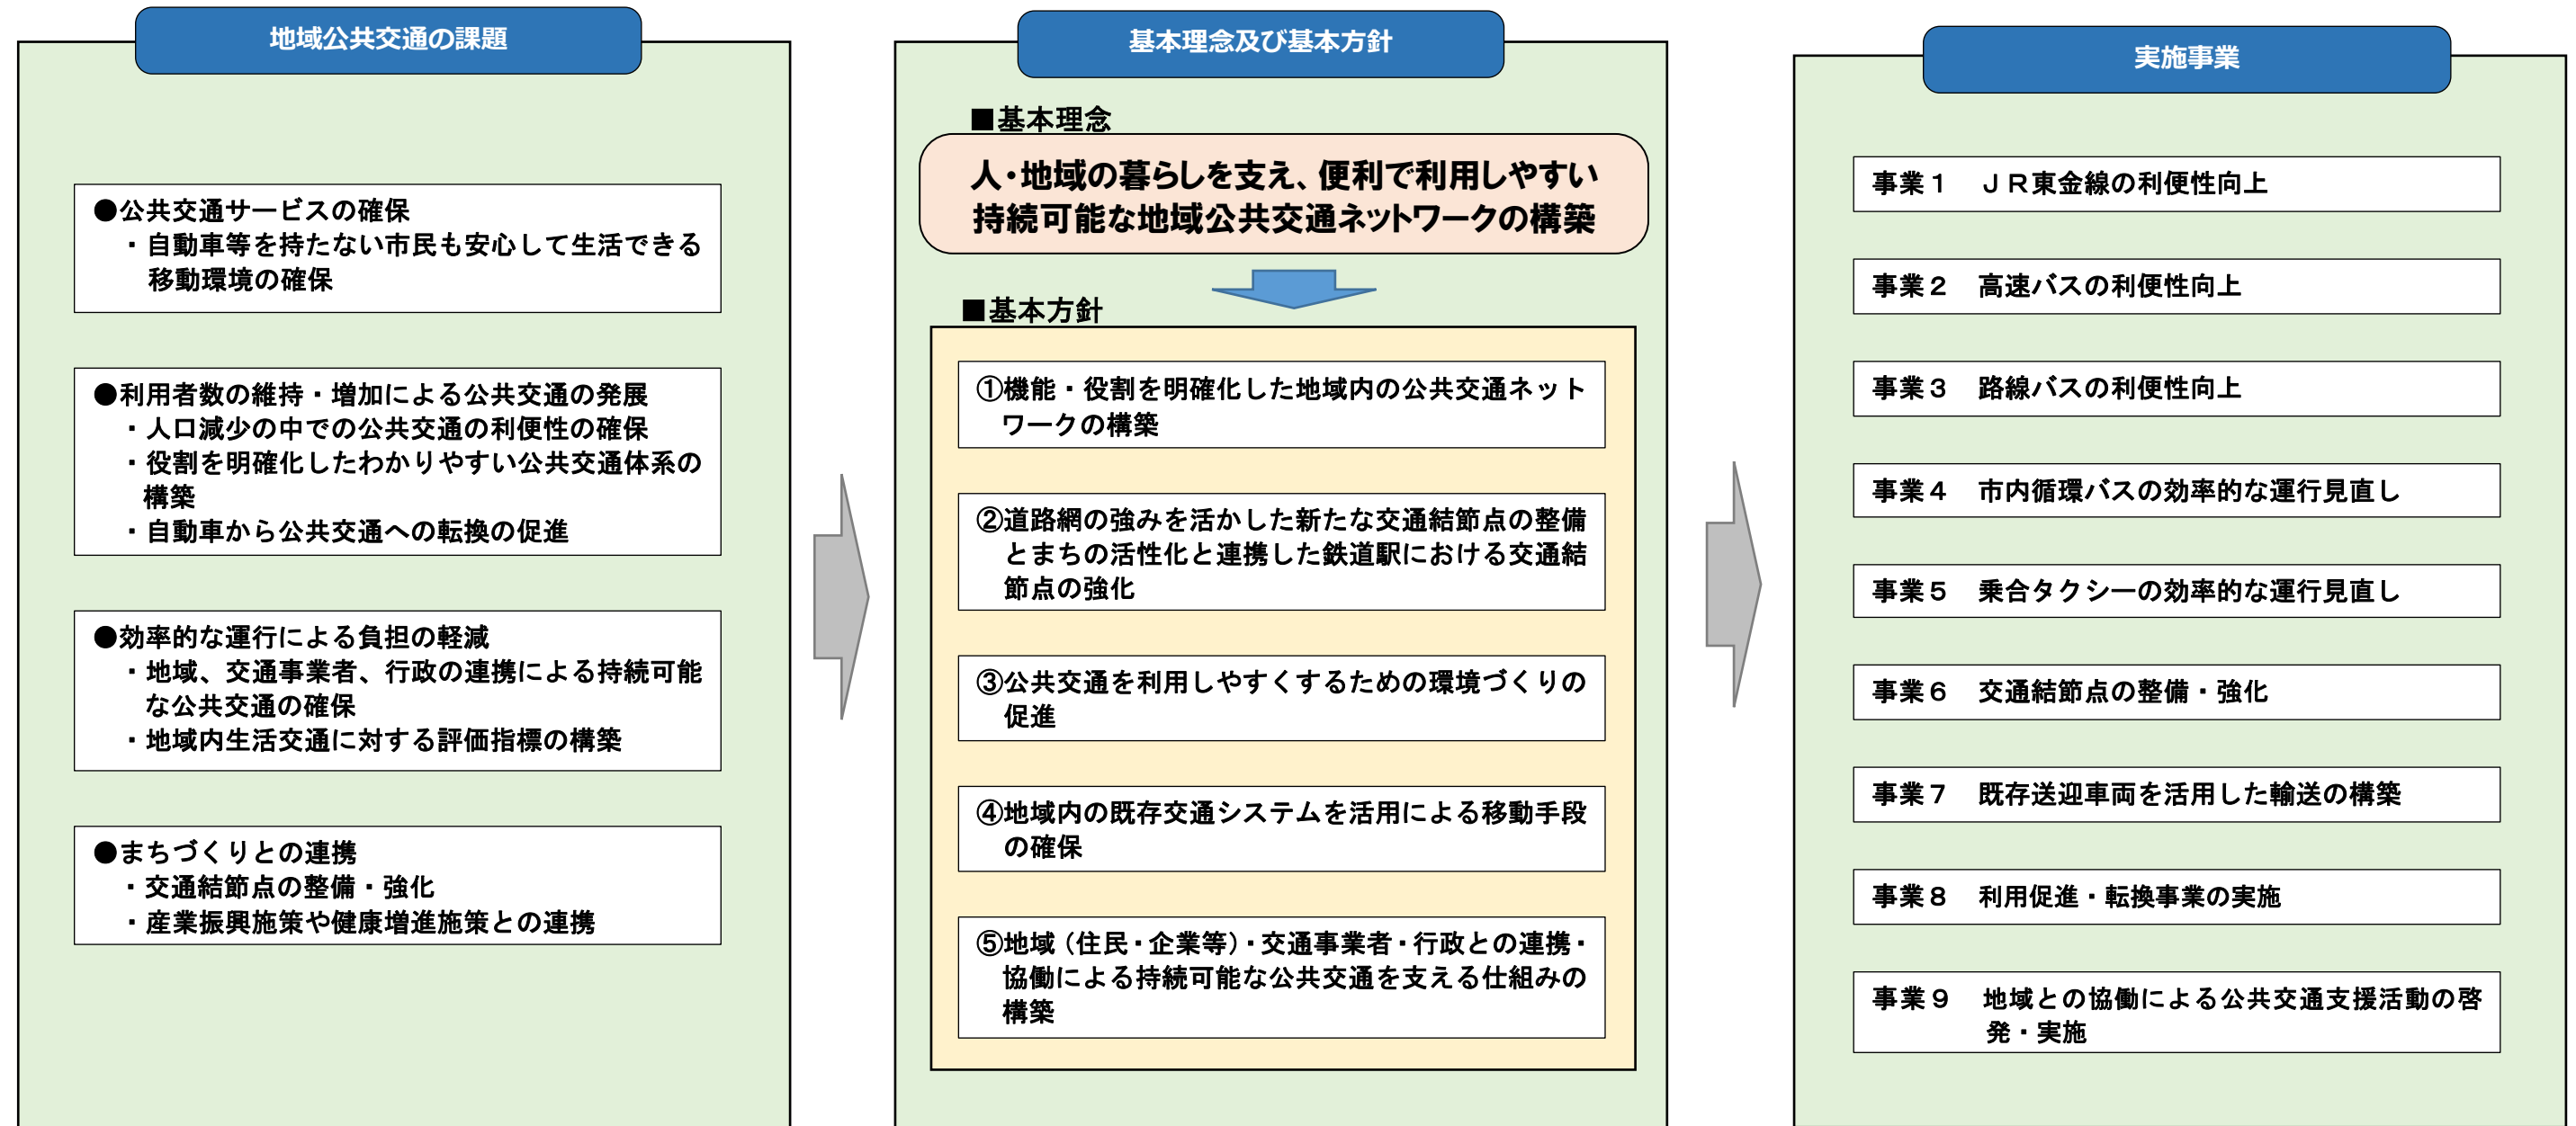 地域公共交通の課題
●公共交通サービスの確保
・自動車等を持たない市民も安心して生活できる
移動環境の確保
●利用者数の維持・増加による公共交通の発展
・人口減少の中での公共交通の利便性の確保
・役割を明確化したわかりやすい公共交通体系の
構築
・自動車から公共交通への転換の促進
●効率的な運行による負担の軽減
・地域、交通事業者、行政の連携による持続可能
な公共交通の確保
・地域内生活交通に対する評価指標の構築
●まちづくりとの連携
・交通結節点の整備・強化
・産業振興施策や健康増進施策との連携
基本理念及び基本方針
■基本理念
人・地域の暮らしを支え、便利で利用しやすい
持続可能な地域公共交通ネットワークの構築
■基本方針
①機能・役割を明確化した地域内の公共交通ネット
ワークの構築
②道路網の強みを活かした新たな交通結節点の整備
とまちの活性化と連携した鉄道駅における交通結
節点の強化
③公共交通を利用しやすくするための環境づくりの
促進
④地域内の既存交通システムを活用による移動手段
の確保
⑤地域（住民・企業等）・交通事業者・行政との連携・
協働による持続可能な公共交通を支える仕組みの
構築
実施事業
事業１　ＪＲ東金線の利便性向上
事業２　高速バスの利便性向上
事業３　路線バスの利便性向上
事業４　市内循環バスの効率的な運行見直し
事業５　乗合タクシーの効率的な運行見直し
事業６　交通結節点の整備・強化
事業７　既存送迎車両を活用した輸送の構築
事業８　利用促進・転換事業の実施
事業９　地域との協働による公共交通支援活動の啓
発・実施